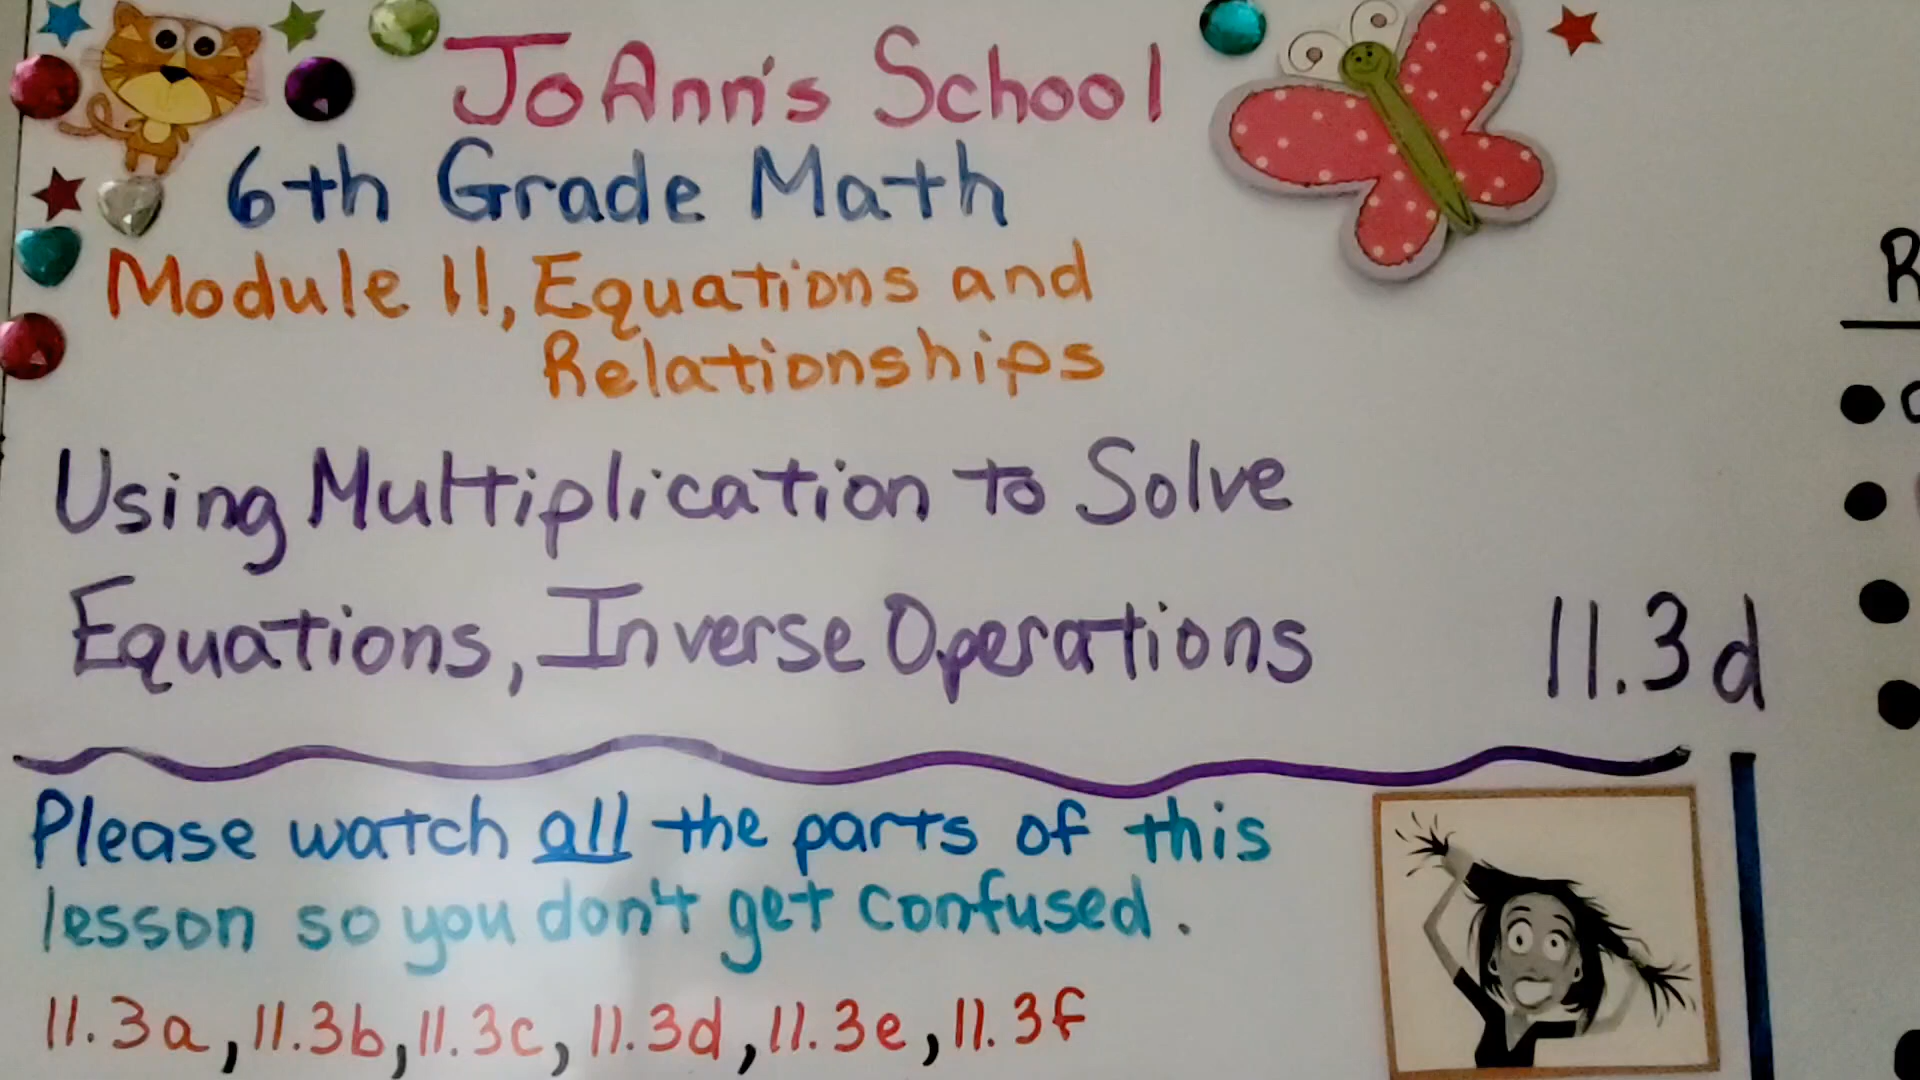 JoAnn's School
6th Grade Math
Module 11, Equations and
Relationships
Using Multiplication to Solve
Equations, Inverse Operations 11.3d
Please watch all the parts of this
lesson so you don't get confused.
11.3a, 11.3b, 11.3c, 11.3d, 11.3e, 11.3f